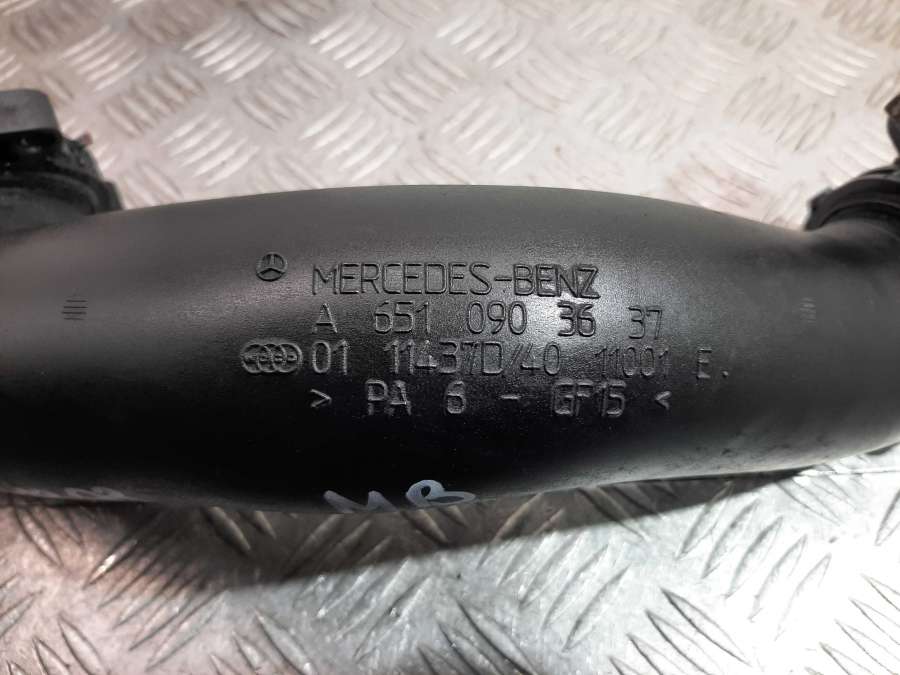 MERCEDES-BENZ
A 651 090 36 37
01 11437D/40 11001 E.
> PA 6 - GF15 <
MB